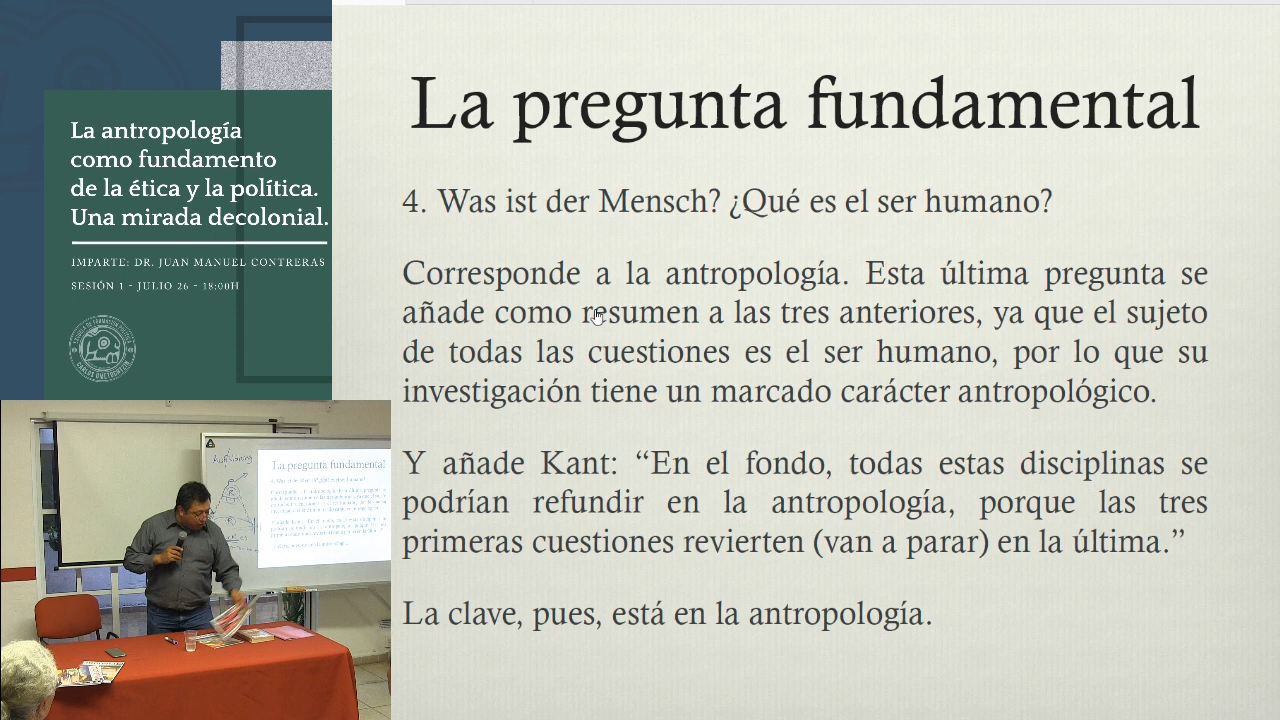 La antropología
como fundamento
de la ética y la política.
Una mirada decolonial.
IMPARTE: DR. JUAN MANUEL CONTRERAS
SESIÓN 1 - JULIO 26 - 18:00H
La pregunta fundamental
4. Was ist der Mensch? ¿Qué es el ser humano?
Corresponde a la antropología. Esta última pregunta se
añade como resumen a las tres anteriores, ya que el sujeto
de todas las cuestiones es el ser humano, por lo que su
investigación tiene un marcado carácter antropológico.
Y añade Kant: “En el fondo, todas estas disciplinas se
podrían refundir en la antropología, porque las tres
primeras cuestiones revierten (van a parar) en la última.”
La clave, pues, está en la antropología.
La pregunta fundamental